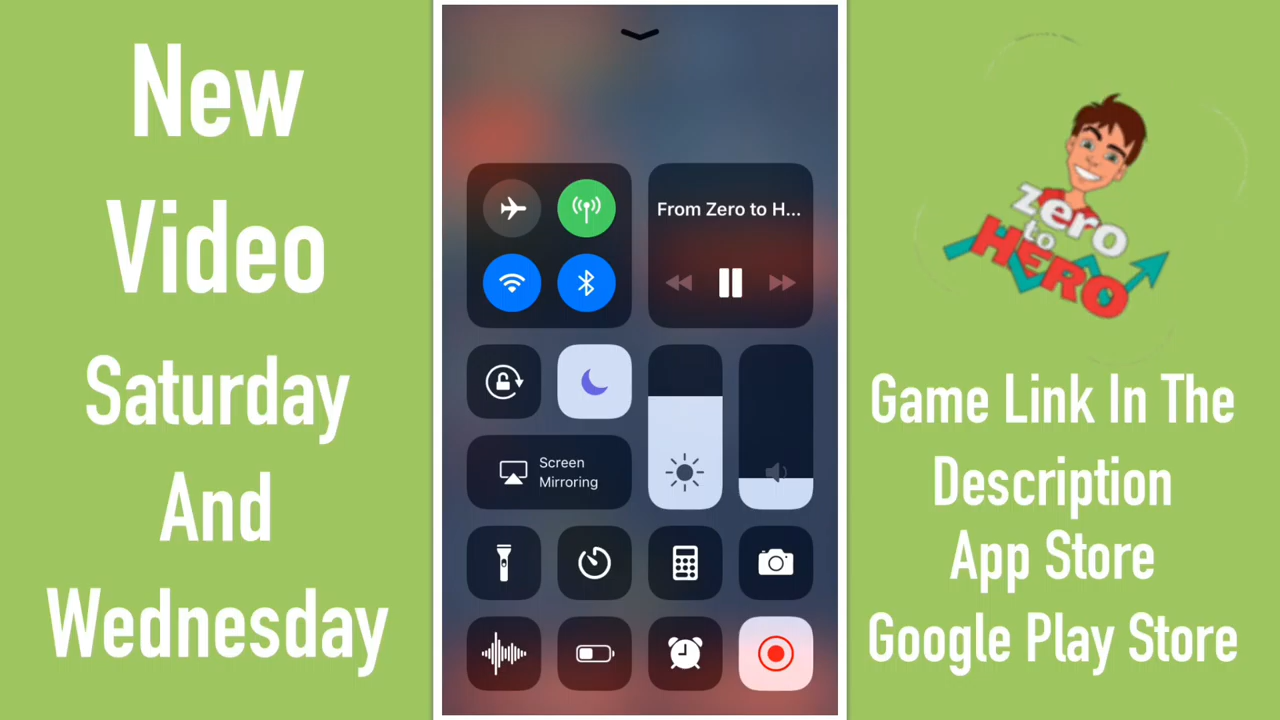 New
Video
Saturday
And
Wednesday
From Zero to H...
Screen
Mirroring
zero
to
HERO
Game Link In The
Description
App Store
Google Play Store